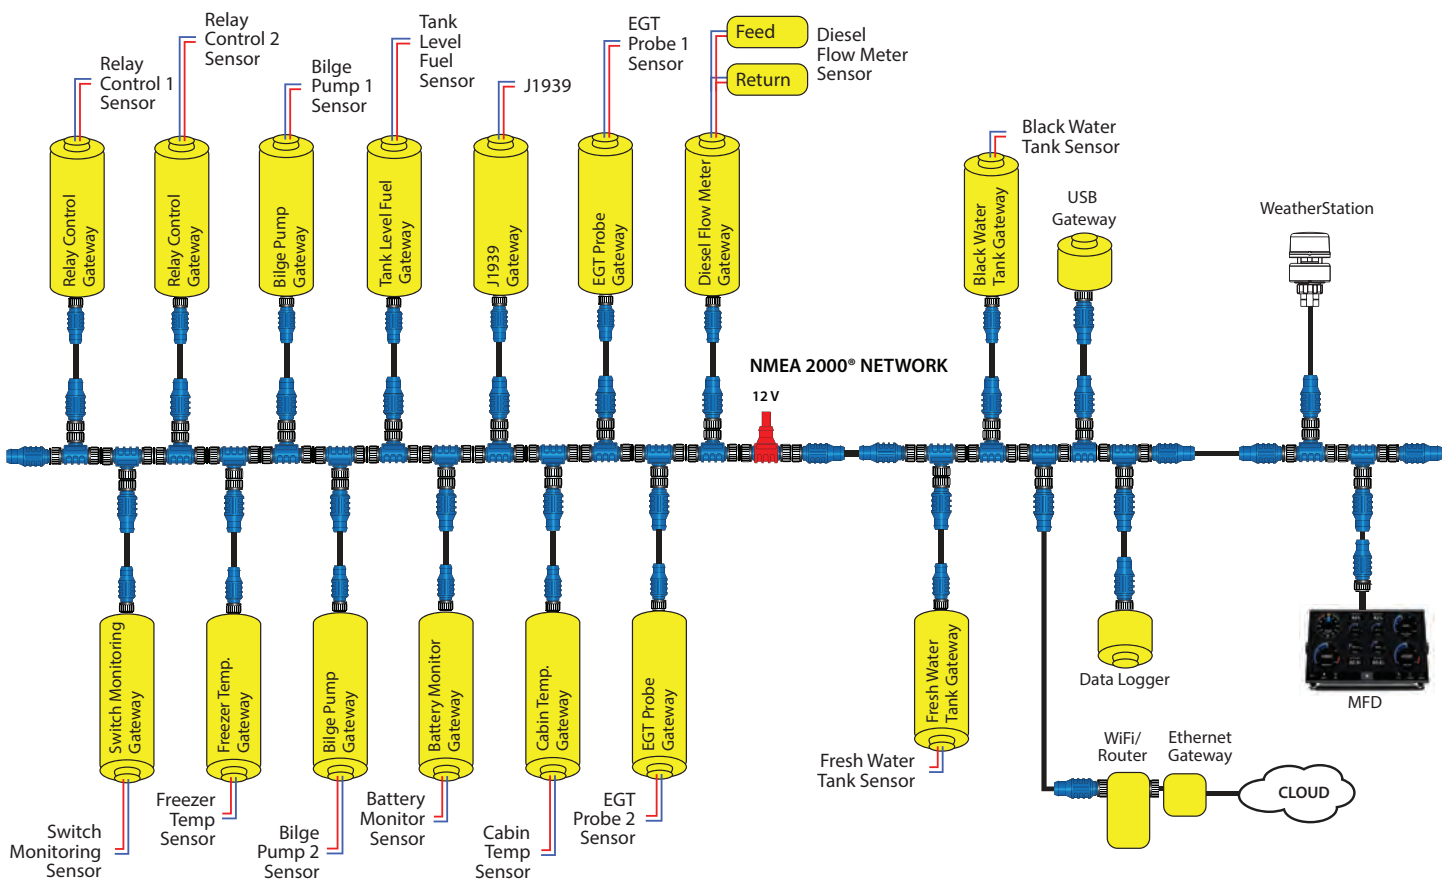 Relay
Control 1
Sensor
Relay
Control 2
Sensor
Bilge
Pump 1
Sensor
Tank
Level
Fuel
Sensor
J1939
EGT
Probe 1
Sensor
Feed
Return
Diesel
Flow Meter
Sensor
Black Water
Tank Sensor
USB
Gateway
WeatherStation
Relay Control
Gateway
Relay Control
Gateway
Bilge Pump
Gateway
Tank Level Fuel
Gateway
J1939
Gateway
EGT Probe
Gateway
Diesel Flow Meter
Gateway
Black Water
Tank Gateway
NMEA 2000® NETWORK
12 V
Switch Monitoring
Gateway
Freezer Temp.
Gateway
Bilge Pump
Gateway
Battery Monitor
Gateway
Cabin Temp.
Gateway
EGT Probe
Gateway
Fresh Water
Tank Gateway
Data Logger
MFD
Switch
Monitoring
Sensor
Freezer
Temp
Sensor
Bilge
Pump 2
Sensor
Battery
Monitor
Sensor
Cabin
Temp
Sensor
EGT
Probe 2
Sensor
Fresh Water
Tank Sensor
WiFi/
Router
Ethernet
Gateway
CLOUD